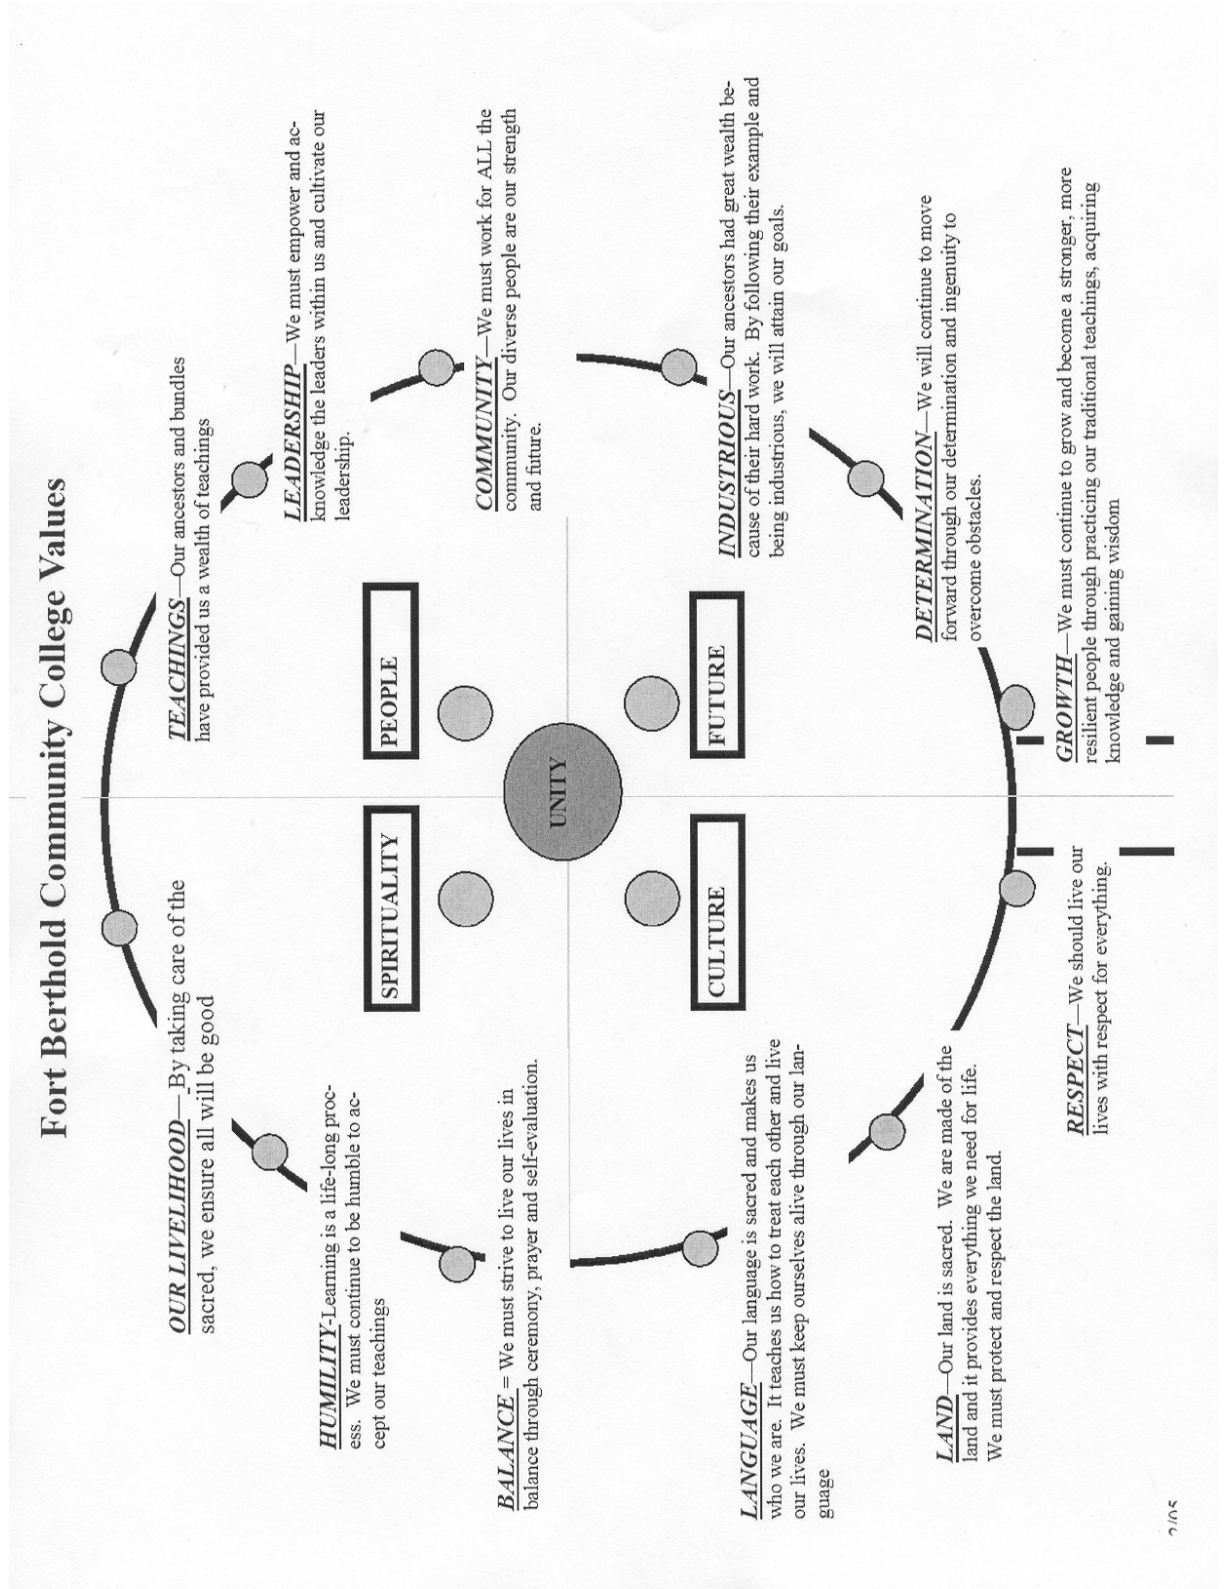 Fort Berthold Community College Values
OUR LIVELIHOOD— By taking care of the
sacred, we ensure all will be good
TEACHINGS—Our ancestors and bundles
have provided us a wealth of teachings
HUMILITY-Learning is a life-long proc-
ess. We must continue to be humble to ac-
cept our teachings
LEADERSHIP—We must empower and ac-
knowledge the leaders within us and cultivate our
leadership.
SPIRITUALITY
PEOPLE
BALANCE = We must strive to live our lives in
balance through ceremony, prayer and self-evaluation.
COMMUNITY—We must work for ALL the
community. Our diverse people are our strength
and future.
UNITY
CULTURE
FUTURE
LANGUAGE—Our language is sacred and makes us
who we are. It teaches us how to treat each other and live
our lives. We must keep ourselves alive through our lan-
guage
INDUSTRIOUS—Our ancestors had great wealth be-
cause of their hard work. By following their example and
being industrious, we will attain our goals.
LAND—Our land is sacred. We are made of the
land and it provides everything we need for life.
We must protect and respect the land.
DETERMINATION—We will continue to move
forward through our determination and ingenuity to
overcome obstacles.
RESPECT—We should live our
lives with respect for everything.
GROWTH—We must continue to grow and become a stronger, more
resilient people through practicing our traditional teachings, acquiring
knowledge and gaining wisdom